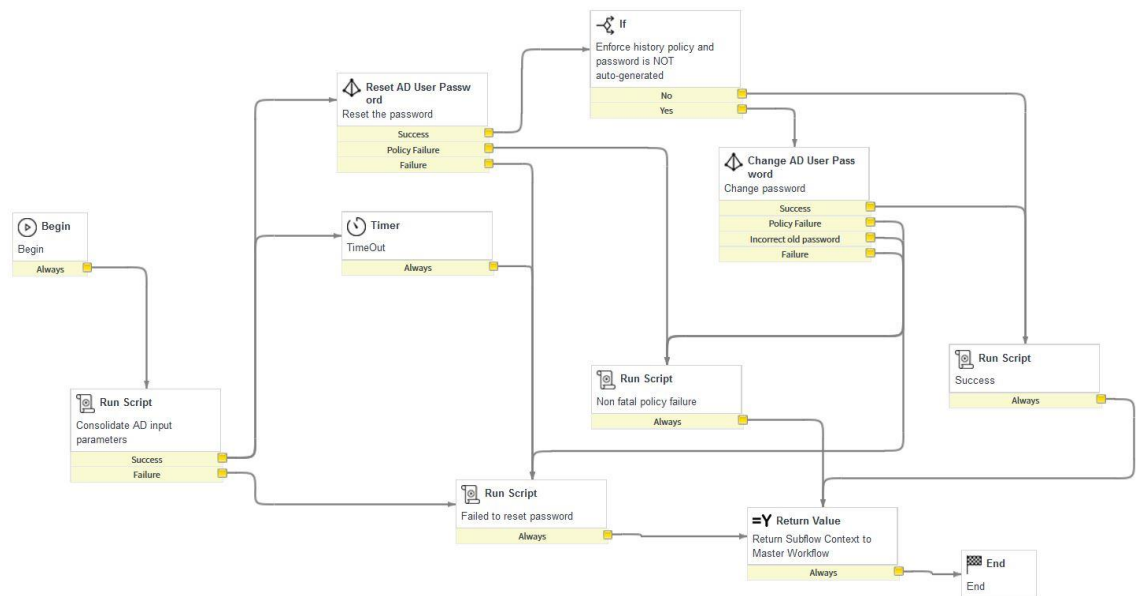 If
Enforce history policy and
password is NOT
auto-generated
No
Yes
Reset AD User Passw
ord
Reset the password
Success
Policy Failure
Failure
Change AD User Pass
word
Change password
Success
Policy Failure
Incorrect old password
Failure
Begin
Begin
Always
Timer
TimeOut
Always
Run Script
Success
Always
Run Script
Non fatal policy failure
Always
Run Script
Consolidate AD input
parameters
Success
Failure
Run Script
Failed to reset password
Always
=Y Return Value
Return Subflow Context to
Master Workflow
Always
End
End